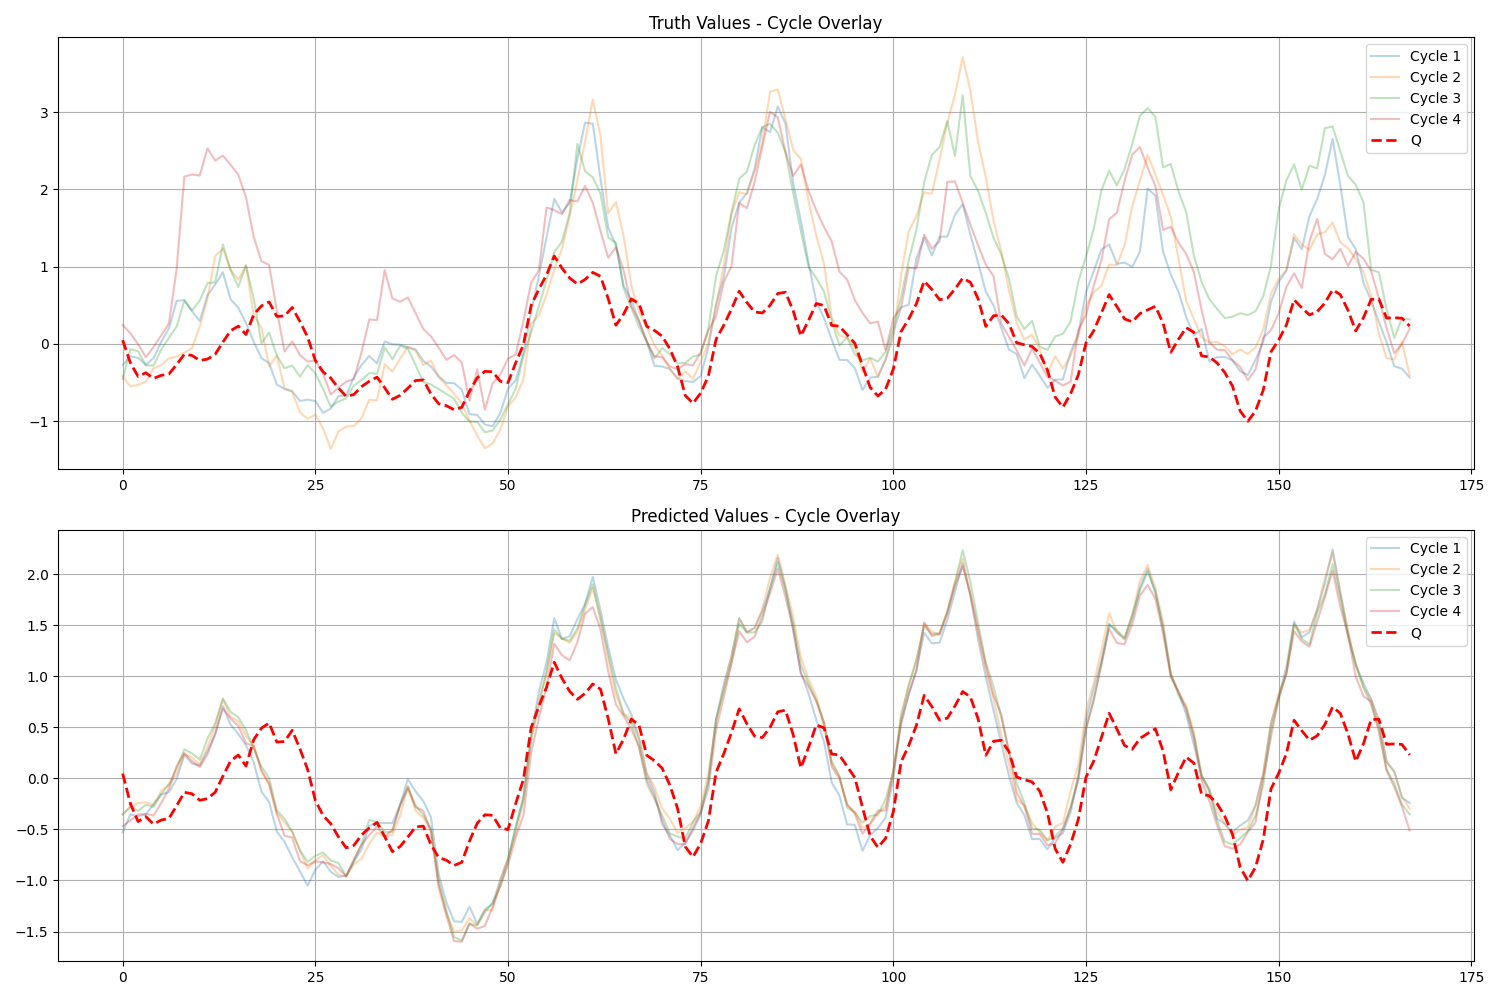 Truth Values - Cycle Overlay
Cycle 1
Cycle 2
Cycle 3
Cycle 4
Q
3
2
1
0
−1
0 25 50 75 100 125 150 175
Predicted Values - Cycle Overlay
Cycle 1
Cycle 2
Cycle 3
Cycle 4
Q
2.0
1.5
1.0
0.5
0.0
−0.5
−1.0
−1.5
0 25 50 75 100 125 150 175